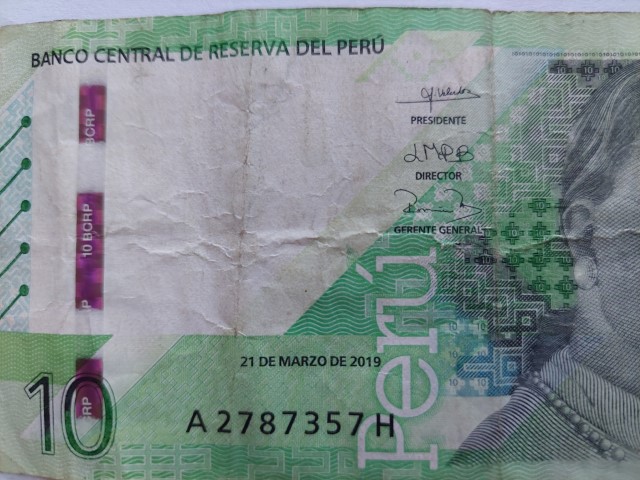 BANCO CENTRAL DE RESERVA DEL PERÚ
10
BCRP
P
10 BCRP
BCRP
PRESIDENTE
DIRECTOR
GERENTE GENERAL
21 DE MARZO DE 2019
A2787357H
Perú